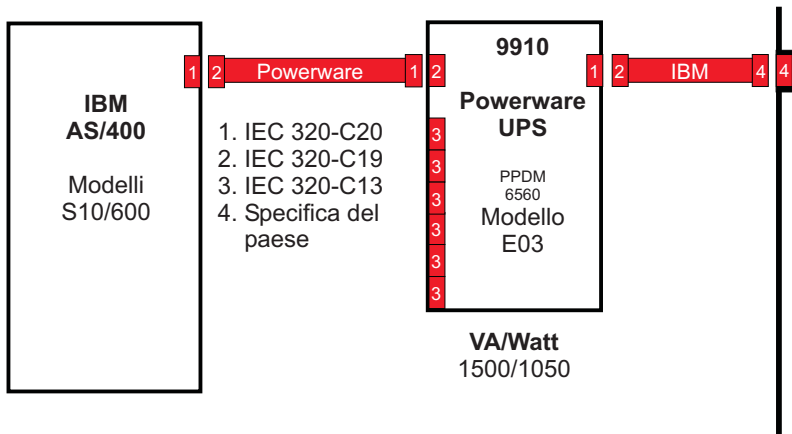 9910
1 2 Powerware 1 2 1 2 IBM 4 4
IBM
AS/400
Modelli
S10/600
1. IEC 320-C20
2. IEC 320-C19
3. IEC 320-C13
4. Specifica del
paese
3
3
3
3
3
3
Powerware
UPS
PPDM
6560
Modello
E03
VA/Watt
1500/1050